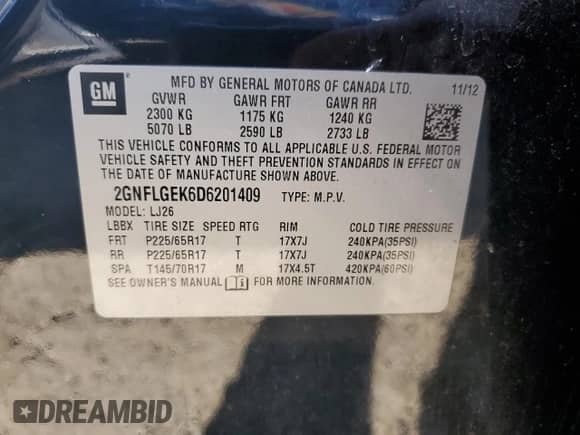 GM
MFD BY GENERAL MOTORS OF CANADA LTD.
11/12
GVWR GAWR FRT GAWR RR
2300 KG 1175 KG 1240 KG
5070 LB 2590 LB 2733 LB
THIS VEHICLE CONFORMS TO ALL APPLICABLE U.S. FEDERAL MOTOR
VEHICLE SAFETY AND THEFT PREVENTION STANDARDS IN EFFECT ON
THE DATE OF MANUFACTURE SHOWN ABOVE.
2GNFLGEK6D6201409 TYPE: M.P.V.
MODEL: LJ26
LBBX TIRE SIZE SPEED RTG RIM COLD TIRE PRESSURE
FRT P225/65R17 T 17X7J 240KPA(35PSI)
RR P225/65R17 T 17X7J 240KPA(35PSI)
SPA T145/70R17 M 17X4.5T 420KPA(60PSI)
SEE OWNER'S MANUAL FOR MORE INFORMATION.
DREAMBID